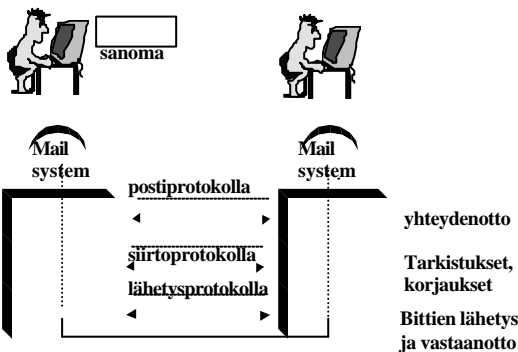 sanoma
Mail
system
Mail
system
postiprotokolla
yhteydenotto
siirtoprotokolla
Tarkistukset,
korjaukset
lähetysprotokolla
Bittien lähetys
ja vastaanotto